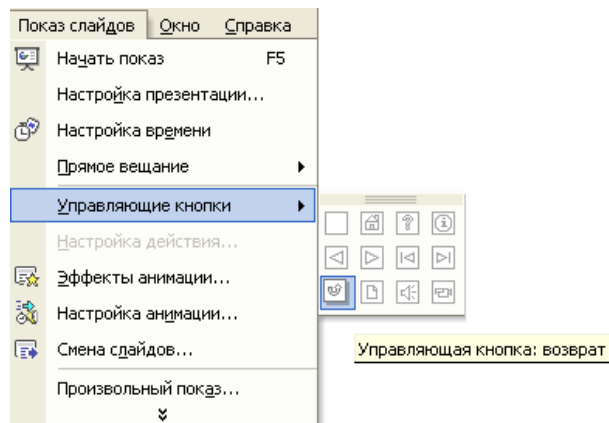 Показ слайдов Окно Справка
Начать показ F5
Настройка презентации...
Настройка времени
Прямое вещание
Управляющие кнопки
Настройка действия...
Эффекты анимации...
Настройка анимации...
Смена слайдов...
Управляющая кнопка: возврат
Произвольный показ...